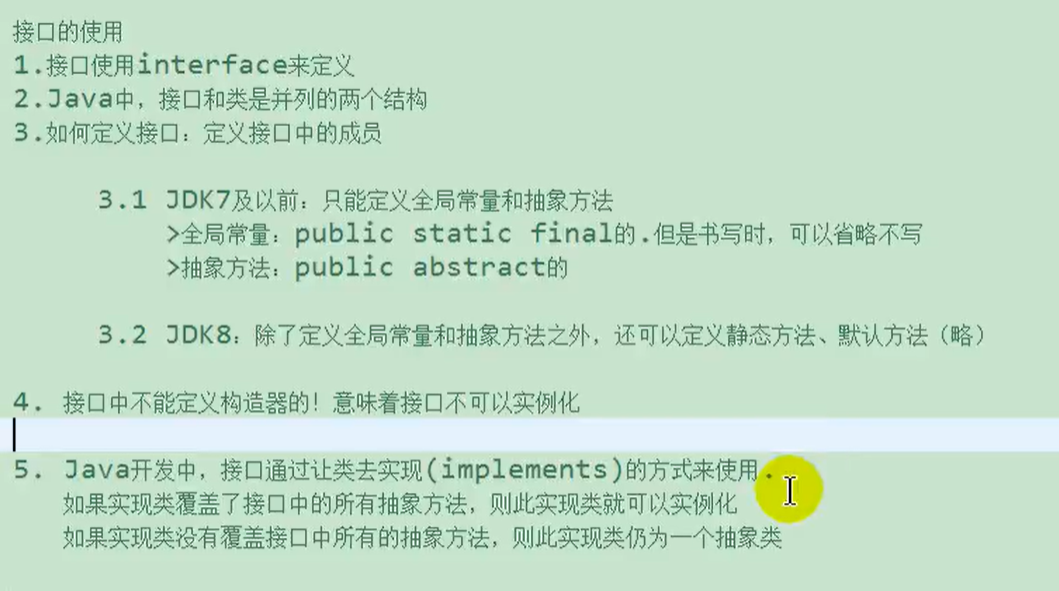 接口的使用
1.接口使用interface来定义
2.Java中，接口和类是并列的两个结构
3.如何定义接口：定义接口中的成员
3.1 JDK7及以前：只能定义全局常量和抽象方法
>全局常量：public static final的.但是书写时，可以省略不写
>抽象方法：public abstract的
3.2 JDK8：除了定义全局常量和抽象方法之外，还可以定义静态方法、默认方法（略）
4. 接口中不能定义构造器的！意味着接口不可以实例化
5. Java开发中，接口通过让类去实现(implements)的方式来使用.
如果实现类覆盖了接口中的所有抽象方法，则此实现类就可以实例化
如果实现类没有覆盖接口中所有的抽象方法，则此实现类仍为一个抽象类